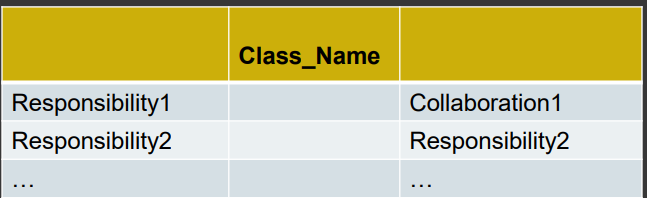 Class_Name
Responsibility1 Collaboration1
Responsibility2 Responsibility2
… …